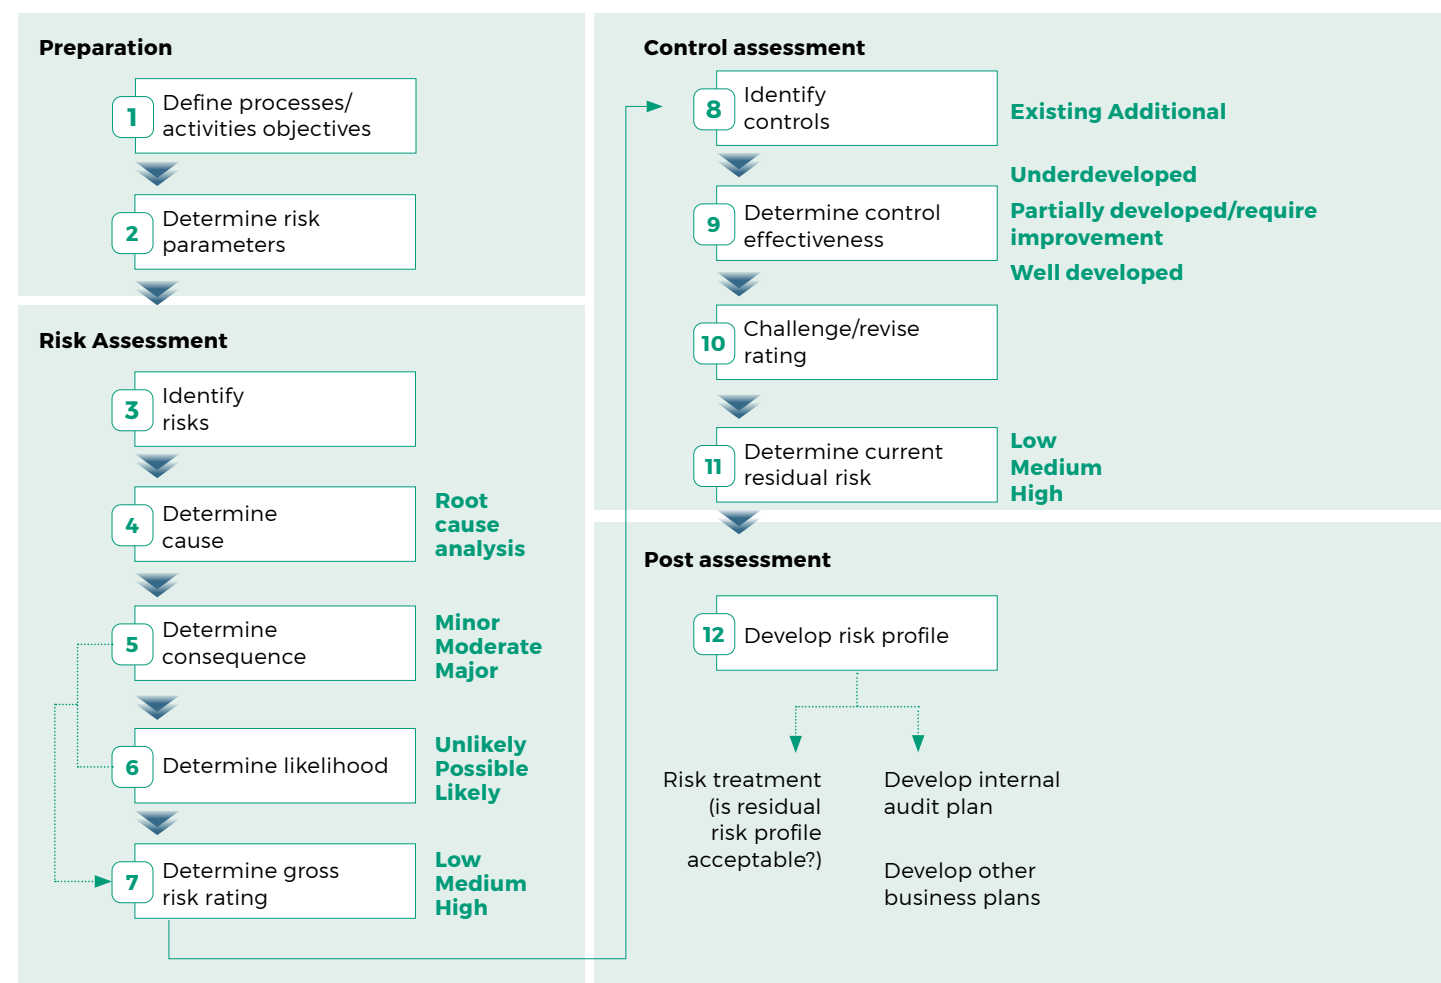 Preparation
1
Define processes/
activities objectives
2
Determine risk
parameters
Risk Assessment
3
Identify
risks
4
Determine
cause
Root
cause
analysis
5
Determine
consequence
Minor
Moderate
Major
6
Determine likelihood
Unlikely
Possible
Likely
7
Determine gross
risk rating
Low
Medium
High
Control assessment
8
Identify
controls
Existing Additional
9
Determine control
effectiveness
Underdeveloped
Partially developed/require
improvement
Well developed
10
Challenge/revise
rating
11
Determine current
residual risk
Low
Medium
High
Post assessment
12
Develop risk profile
Risk treatment
(is residual
risk profile
acceptable?)
Develop internal
audit plan
Develop other
business plans